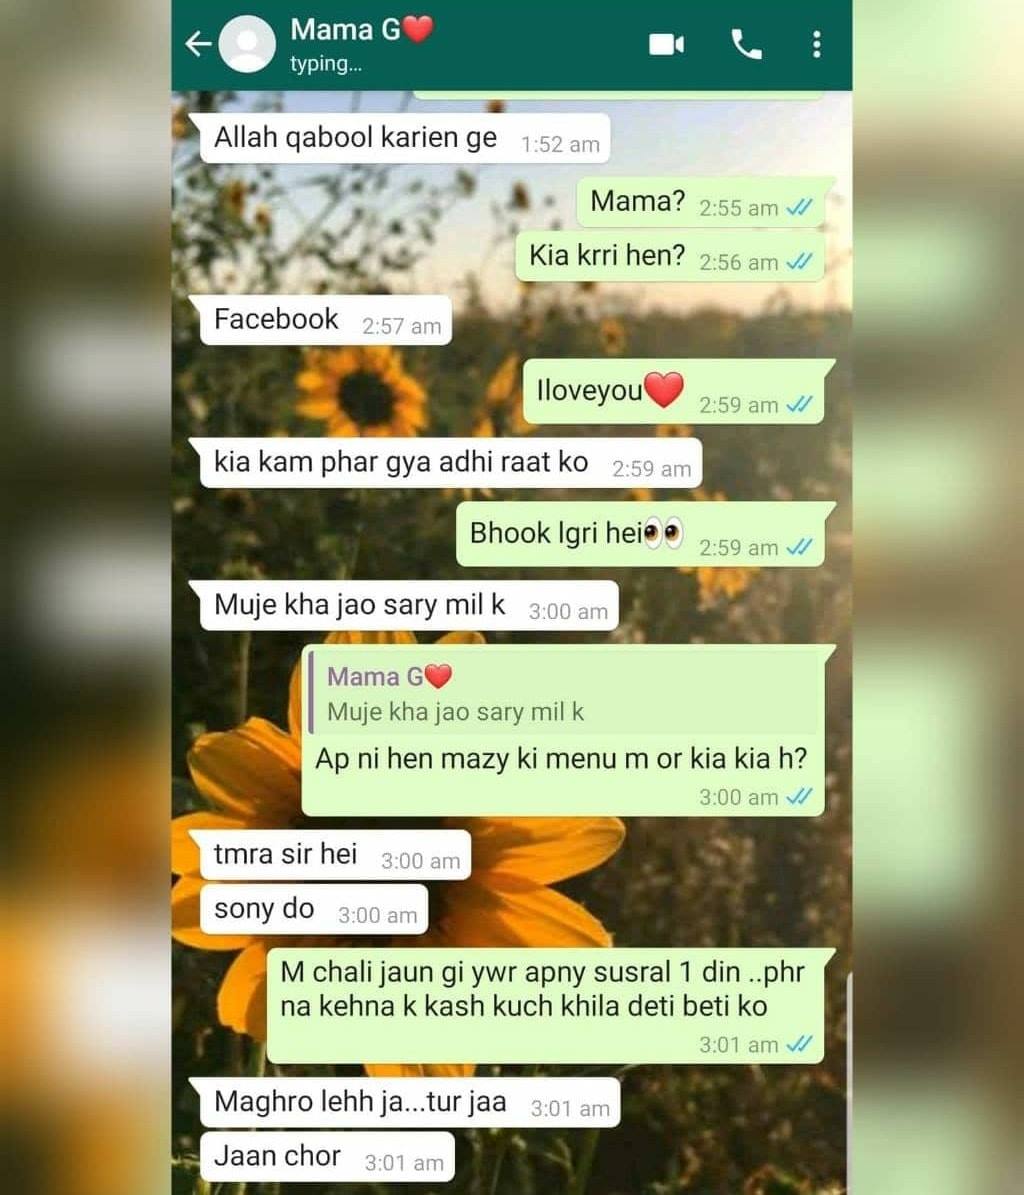 Mama G❤️
typing...
Allah qabool karien ge 1:52 am
Mama? 2:55 am
Kia krri hen? 2:56 am
Facebook 2:57 am
Iloveyou❤️ 2:59 am
kia kam phar gya adhi raat ko 2:59 am
Bhook lgri hei👀 2:59 am
Muje kha jao sary mil k 3:00 am
Mama G❤️
Muje kha jao sary mil k
Ap ni hen mazy ki menu m or kia kia h?
3:00 am
tmra sir hei 3:00 am
sony do 3:00 am
M chali jaun gi ywr apny susral 1 din ..phr
na kehna k kash kuch khila deti beti ko
3:01 am
Maghro lehh ja...tur jaa 3:01 am
Jaan chor 3:01 am